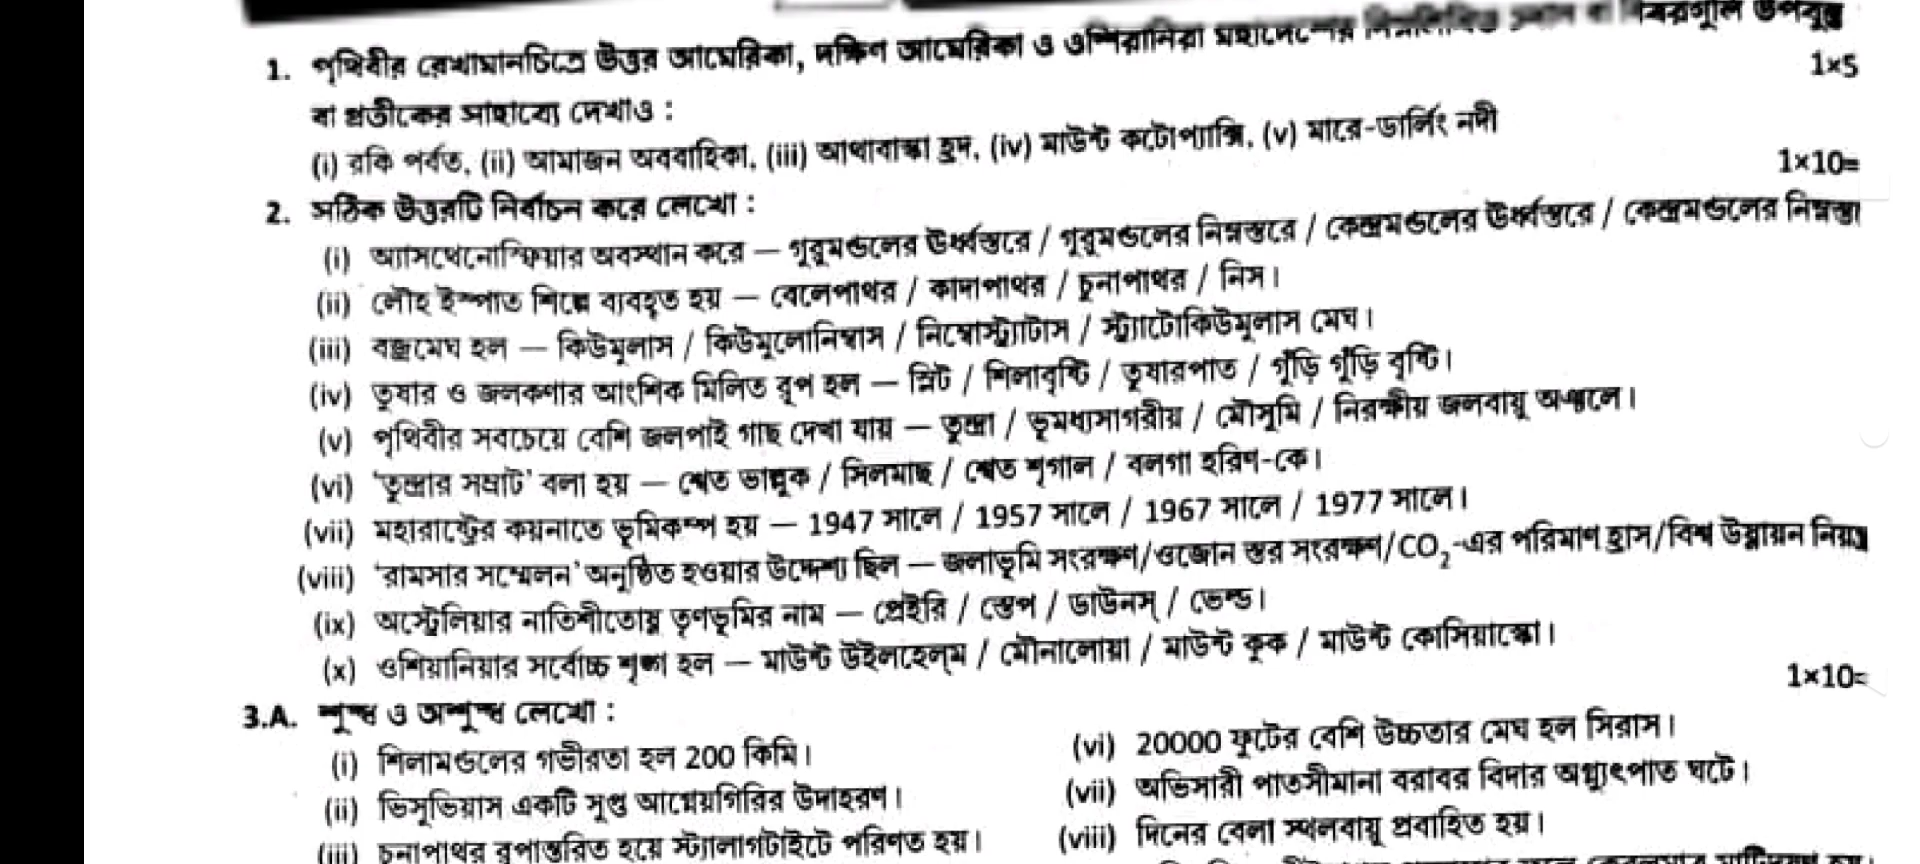 1. পৃথিবীর রেখামানচিত্রে উত্তর আমেরিকা, দক্ষিণ আমেরিকা ও ওশিয়ানিয়া মহাদেশের নিম্নলিখিত
1×5
বা প্রতীকের সাহায্যে দেখাও :
(i) রকি পর্বত, (ii) আমাজন অববাহিকা, (iii) আথাবাস্কা হ্রদ, (iv) মাউন্ট কটোপ্যাক্সি, (v) মারে-ডার্লিং নদী
1×10=
2. সঠিক উত্তরটি নির্বাচন করে লেখো :
(i) অ্যাসথেনোস্ফিয়ার অবস্থান করে — গুরুমণ্ডলের ঊর্ধ্বস্তরে / গুরুমণ্ডলের নিম্নস্তরে / কেন্দ্রমণ্ডলের ঊর্ধ্বস্তরে / কেন্দ্রমণ্ডলের
(ii) লৌহ ইস্পাত শিল্পে ব্যবহৃত হয় — বেলেপাথর / কাদাপাথর / চুনাপাথর / নিস।
(iii) বজ্রমেঘ হল — কিউমুলাস / কিউমুলোনিম্বাস / নিম্বোস্ট্র্যাটাস / স্ট্র্যাটোকিউমুলাস মেঘ।
(iv) তুষার ও জলকণার আংশিক মিলিত রূপ হল — স্লিট / শিলাবৃষ্টি / তুষারপাত / গুঁড়ি গুঁড়ি বৃষ্টি।
(v) পৃথিবীর সবচেয়ে বেশি জলপাই গাছ দেখা যায় — তুন্দ্রা / ভূমধ্যসাগরীয় / মৌসুমি / নিরক্ষীয় জলবায়ু অঞ্চলে।
(vi) ‘তুন্দ্রার সম্রাট’ বলা হয় — শ্বেত ভাল্লুক / সিলমাছ / শ্বেত শৃগাল / বলগা হরিণ-কে।
(vii) মহারাষ্ট্রের কয়নাতে ভূমিকম্প হয় — 1947 সালে / 1957 সালে / 1967 সালে / 1977 সালে।
(viii) ‘রামসার সম্মেলন’ অনুষ্ঠিত হওয়ার উদ্দেশ্য ছিল — জলাভূমি সংরক্ষণ/ওজোন স্তর সংরক্ষণ/CO₂-এর পরিমাণ হ্রাস/বিশ্ব উষ্ণায়ন
(ix) অস্ট্রেলিয়ার নাতিশীতোষ্ণ তৃণভূমির নাম — প্রেইরি / স্তেপ / ডাউনস্ / ভেল্ড।
(x) ওশিয়ানিয়ার সর্বোচ্চ শৃঙ্গ হল — মাউন্ট উইলহেল্‌ম / মৌনালোয়া / মাউন্ট কুক / মাউন্ট কোসিয়াস্কো।
1×10=
3.A. শুদ্ধ ও অশুদ্ধ লেখো :
(i) শিলামণ্ডলের গভীরতা হল 200 কিমি।
(ii) ভিসুভিয়াস একটি সুপ্ত আগ্নেয়গিরির উদাহরণ।
(iii) চুনাপাথর রূপান্তরিত হয়ে স্ট্যালাগটাইটে পরিণত হয়।
(vi) 20000 ফুটের বেশি উচ্চতার মেঘ হল সিরাস।
(vii) অভিসারী পাতসীমানা বরাবর বিদার অগ্ন্যুৎপাত ঘটে।
(viii) দিনের বেলা স্থলবায়ু প্রবাহিত হয়।